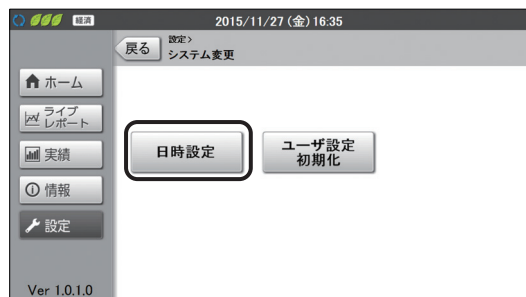 経済
2015/11/27(金)16:35
戻る
設定>
システム変更
ホーム
ライブ
レポート
実績
情報
設定
日時設定
ユーザ設定
初期化
Ver 1.0.1.0